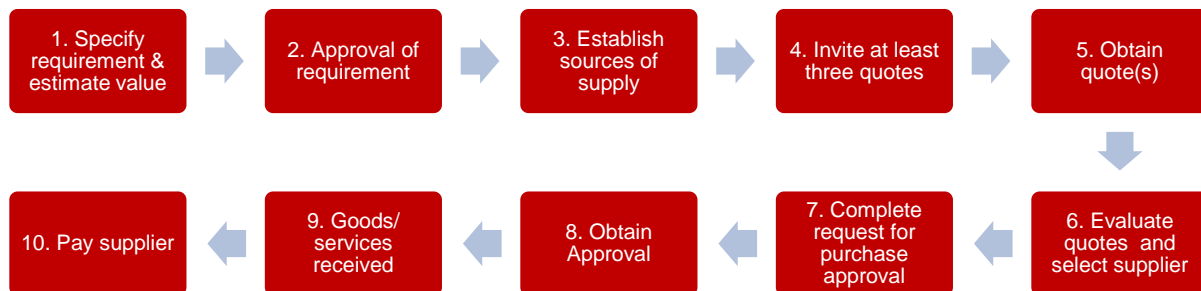 1. Specify
requirement &
estimate value
2. Approval of
requirement
3. Establish
sources of
supply
4. Invite at least
three quotes
5. Obtain
quote(s)
6. Evaluate
quotes and
select supplier
7. Complete
request for
purchase
approval
8. Obtain
Approval
9. Goods/
services
received
10. Pay supplier